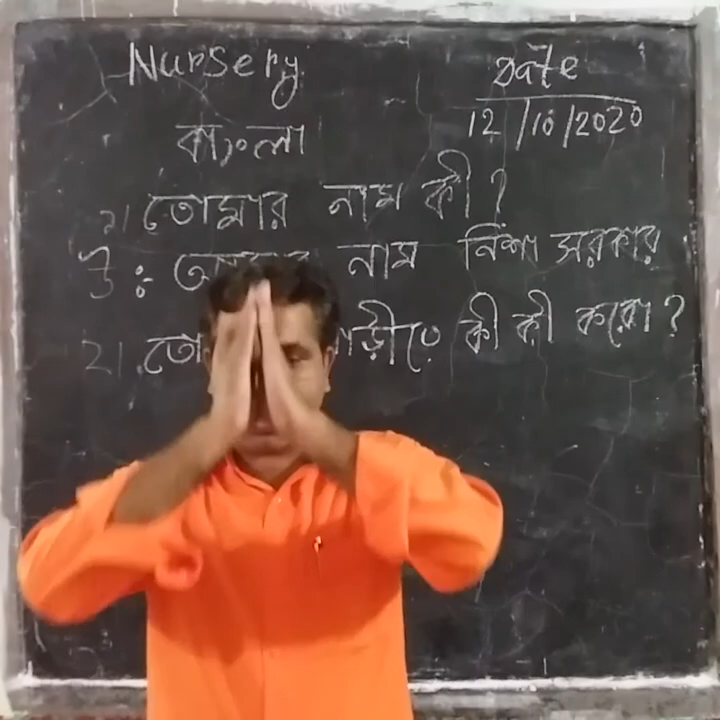 Nursery
Date
12/10/2020
বাংলা
১। তোমার নাম কী?
উঃ নাম নিশা সরকার
২। কী কী করো?